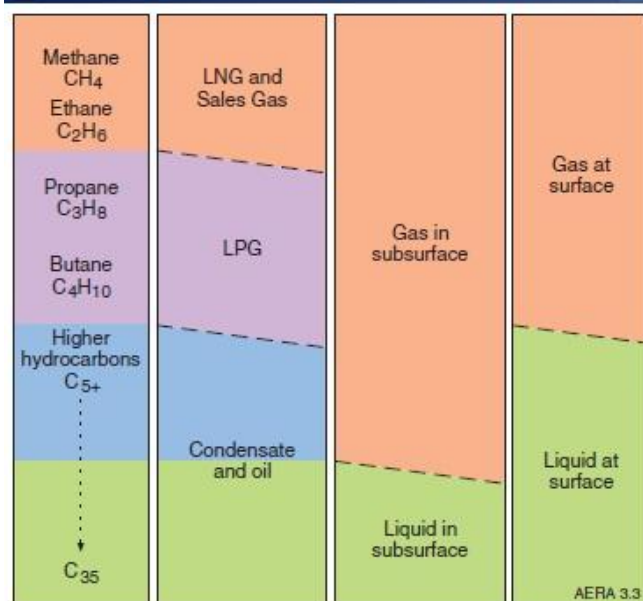 Methane
CH4
Ethane
C2H6
Propane
C3H8
Butane
C4H10
Higher
hydrocarbons
C5+
C35
LNG and
Sales Gas
LPG
Condensate
and oil
Gas in
subsurface
Liquid in
subsurface
Gas at
surface
Liquid at
surface
AERA 3.3